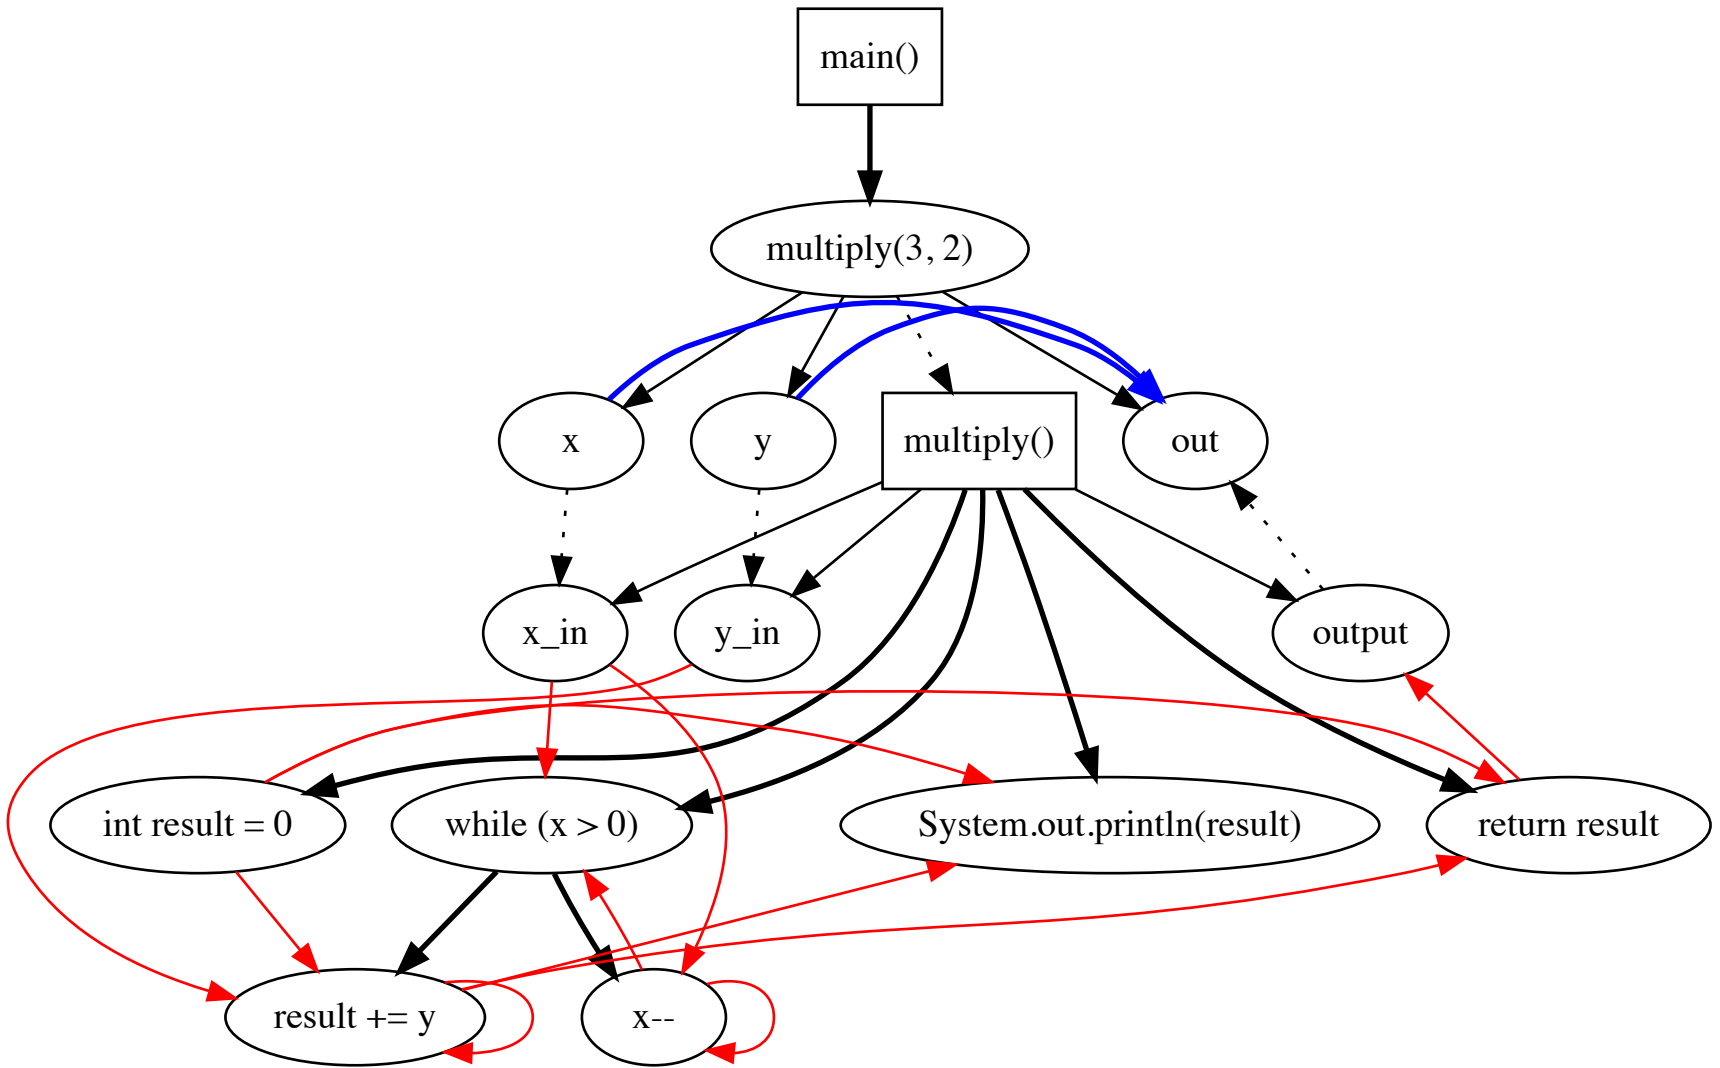 main()
multiply(3, 2)
x
y
multiply()
out
x_in
y_in
output
int result = 0
while (x > 0)
System.out.println(result)
return result
result += y
x--